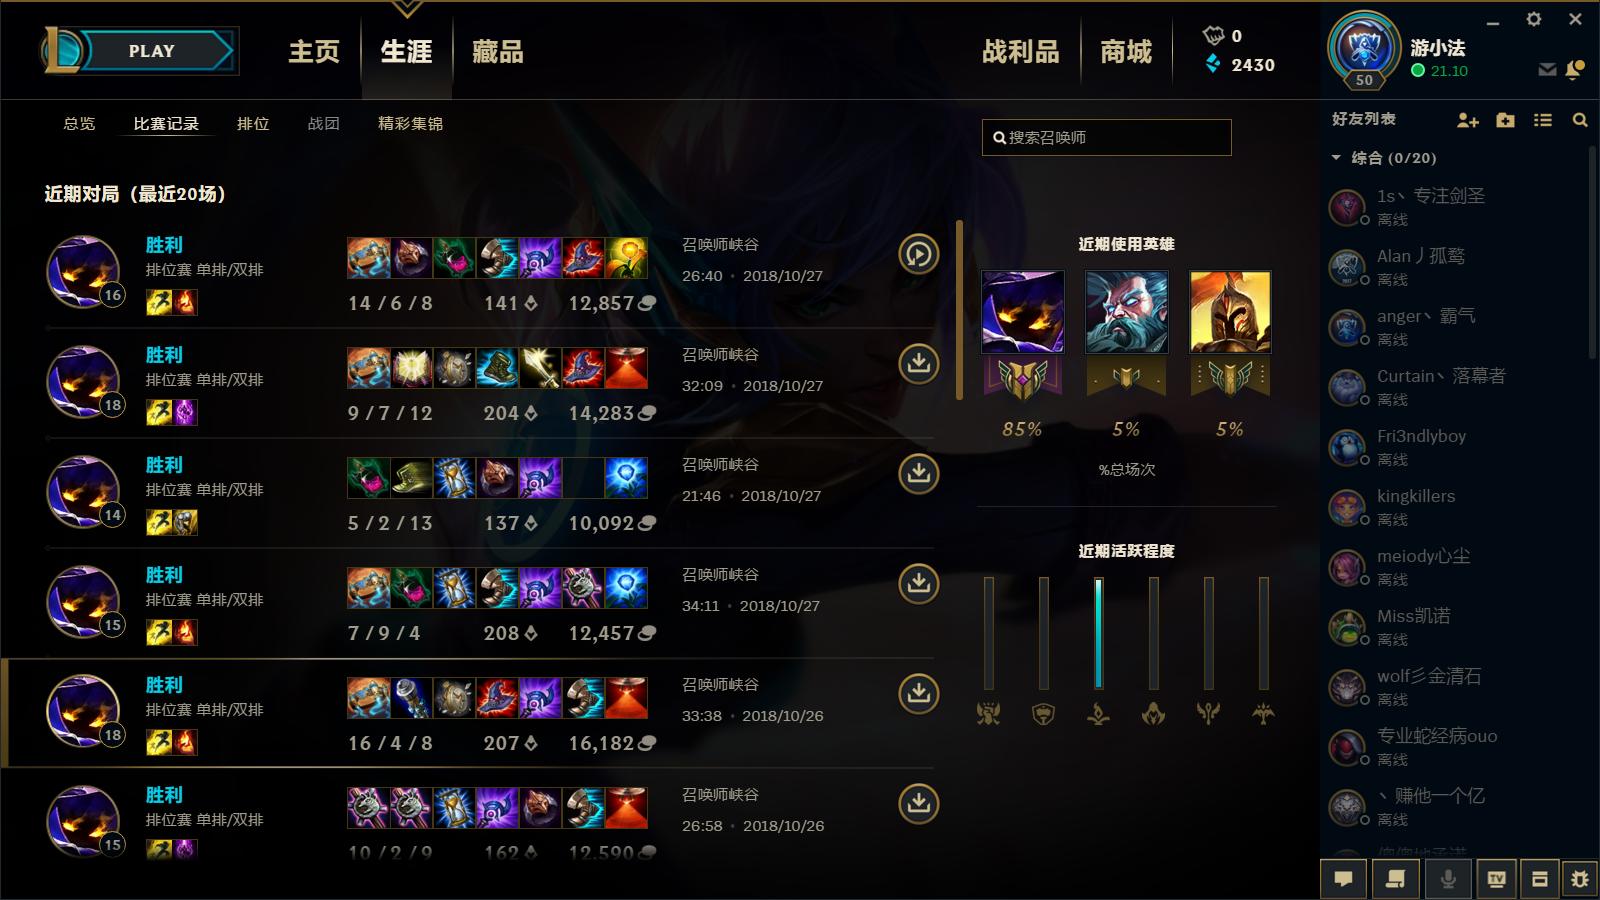 PLAY
主页
生涯
藏品
战利品
商城
0
2430
50
游小法
21.10
总览
比赛记录
排位
战团
精彩集锦
搜索召唤师
好友列表
综合 (0/20)
近期对局（最近20场）
16
胜利
排位赛 单排/双排
14 / 6 / 8
141
12,857
召唤师峡谷
26:40 • 2018/10/27
18
胜利
排位赛 单排/双排
9 / 7 / 12
204
14,283
召唤师峡谷
32:09 • 2018/10/27
14
胜利
排位赛 单排/双排
5 / 2 / 13
137
10,092
召唤师峡谷
21:46 • 2018/10/27
15
胜利
排位赛 单排/双排
7 / 9 / 4
208
12,457
召唤师峡谷
34:11 • 2018/10/27
18
胜利
排位赛 单排/双排
16 / 4 / 8
207
16,182
召唤师峡谷
33:38 • 2018/10/26
15
胜利
排位赛 单排/双排
10 / 2 / 9
162
12,590
召唤师峡谷
26:58 • 2018/10/26
近期使用英雄
85%
5%
5%
%总场次
近期活跃程度
1s丶专注剑圣
离线
Alan丿孤鹜
离线
anger丶霸气
离线
Curtain丶落幕者
离线
Fri3ndlyboy
离线
kingkillers
离线
meiody心尘
离线
Miss凯诺
离线
wolf彡金清石
离线
专业蛇经病ouo
离线
丶赚他一个亿
离线
TV